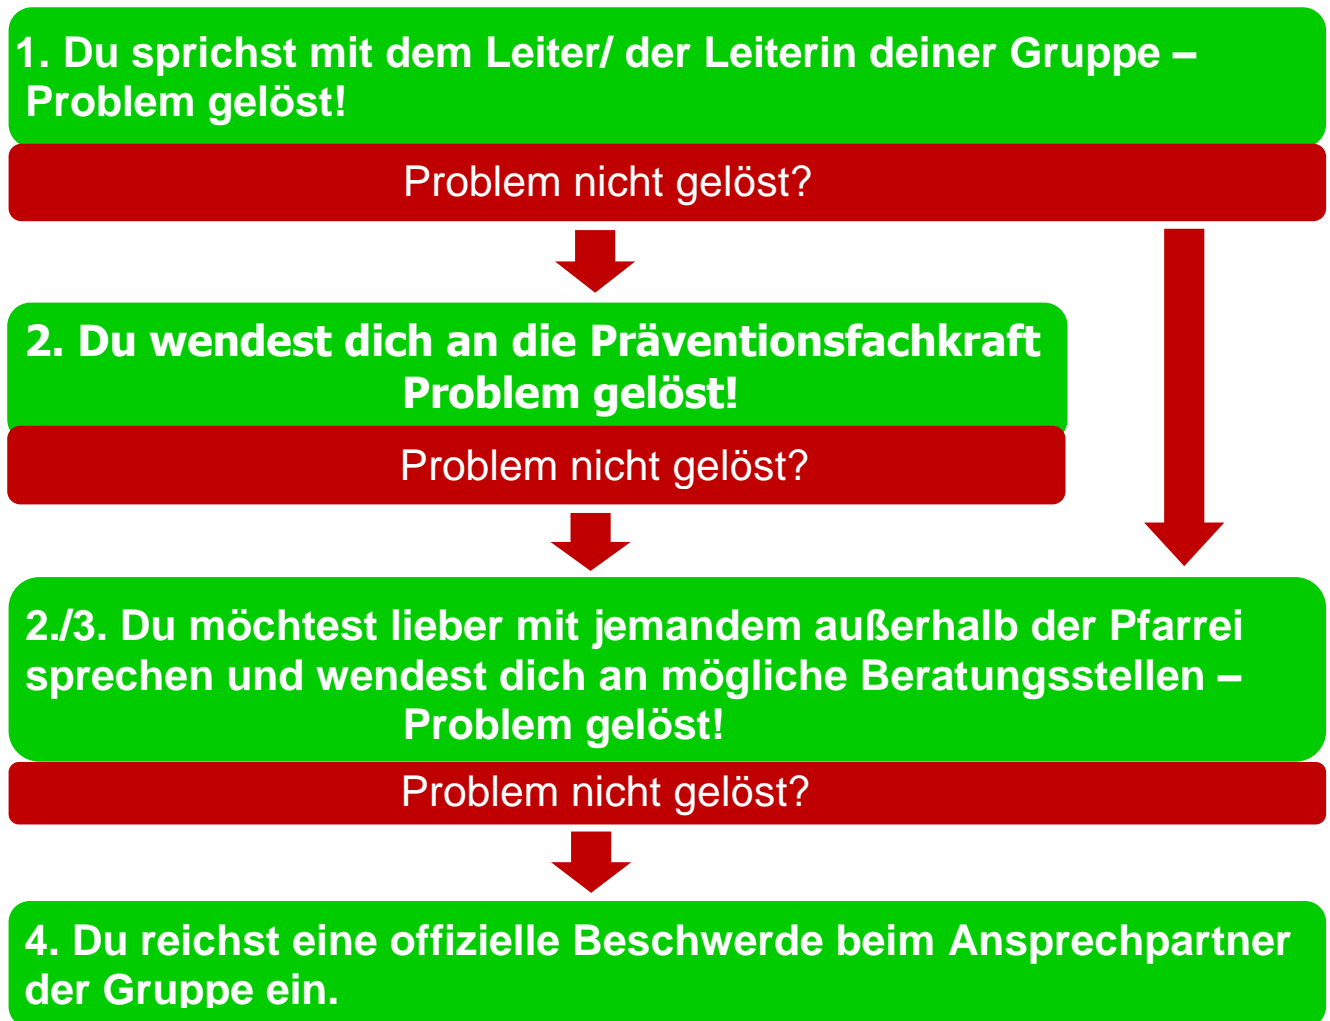 1. Du sprichst mit dem Leiter/ der Leiterin deiner Gruppe –
Problem gelöst!
Problem nicht gelöst?
2. Du wendest dich an die Präventionsfachkraft
Problem gelöst!
Problem nicht gelöst?
2./3. Du möchtest lieber mit jemandem außerhalb der Pfarrei
sprechen und wendest dich an mögliche Beratungsstellen –
Problem gelöst!
Problem nicht gelöst?
4. Du reichst eine offizielle Beschwerde beim Ansprechpartner
der Gruppe ein.